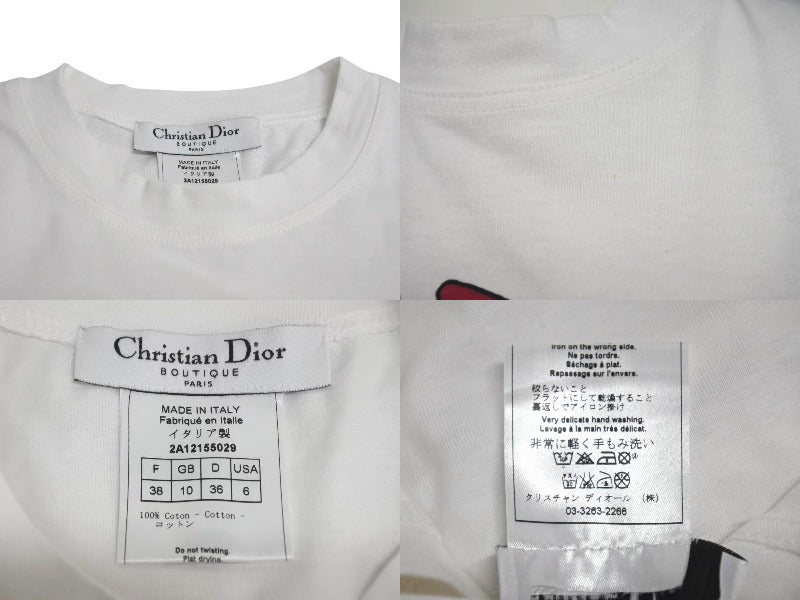 Christian Dior
BOUTIQUE
PARIS
MADE IN ITALY
Fabriqué en Italie
イタリア製
2A12155029
Christian Dior
BOUTIQUE
PARIS
MADE IN ITALY
Fabriqué en Italie
イタリア製
2A12155029
F GB D USA
38 10 36 6
100% Coton - Cotton -
コットン
Do not twisting.
Flat drying.
Iron on the wrong side.
Ne pas tordre.
Séchage à plat.
Repassage sur l'envers.
絞らないこと
フラットにして乾燥すること
裏返しでアイロン掛け
Very delicate hand washing.
Lavage à la main très délicat.
非常に軽く手もみ洗い
クリスチャン ディオール (株)
03-3263-2266